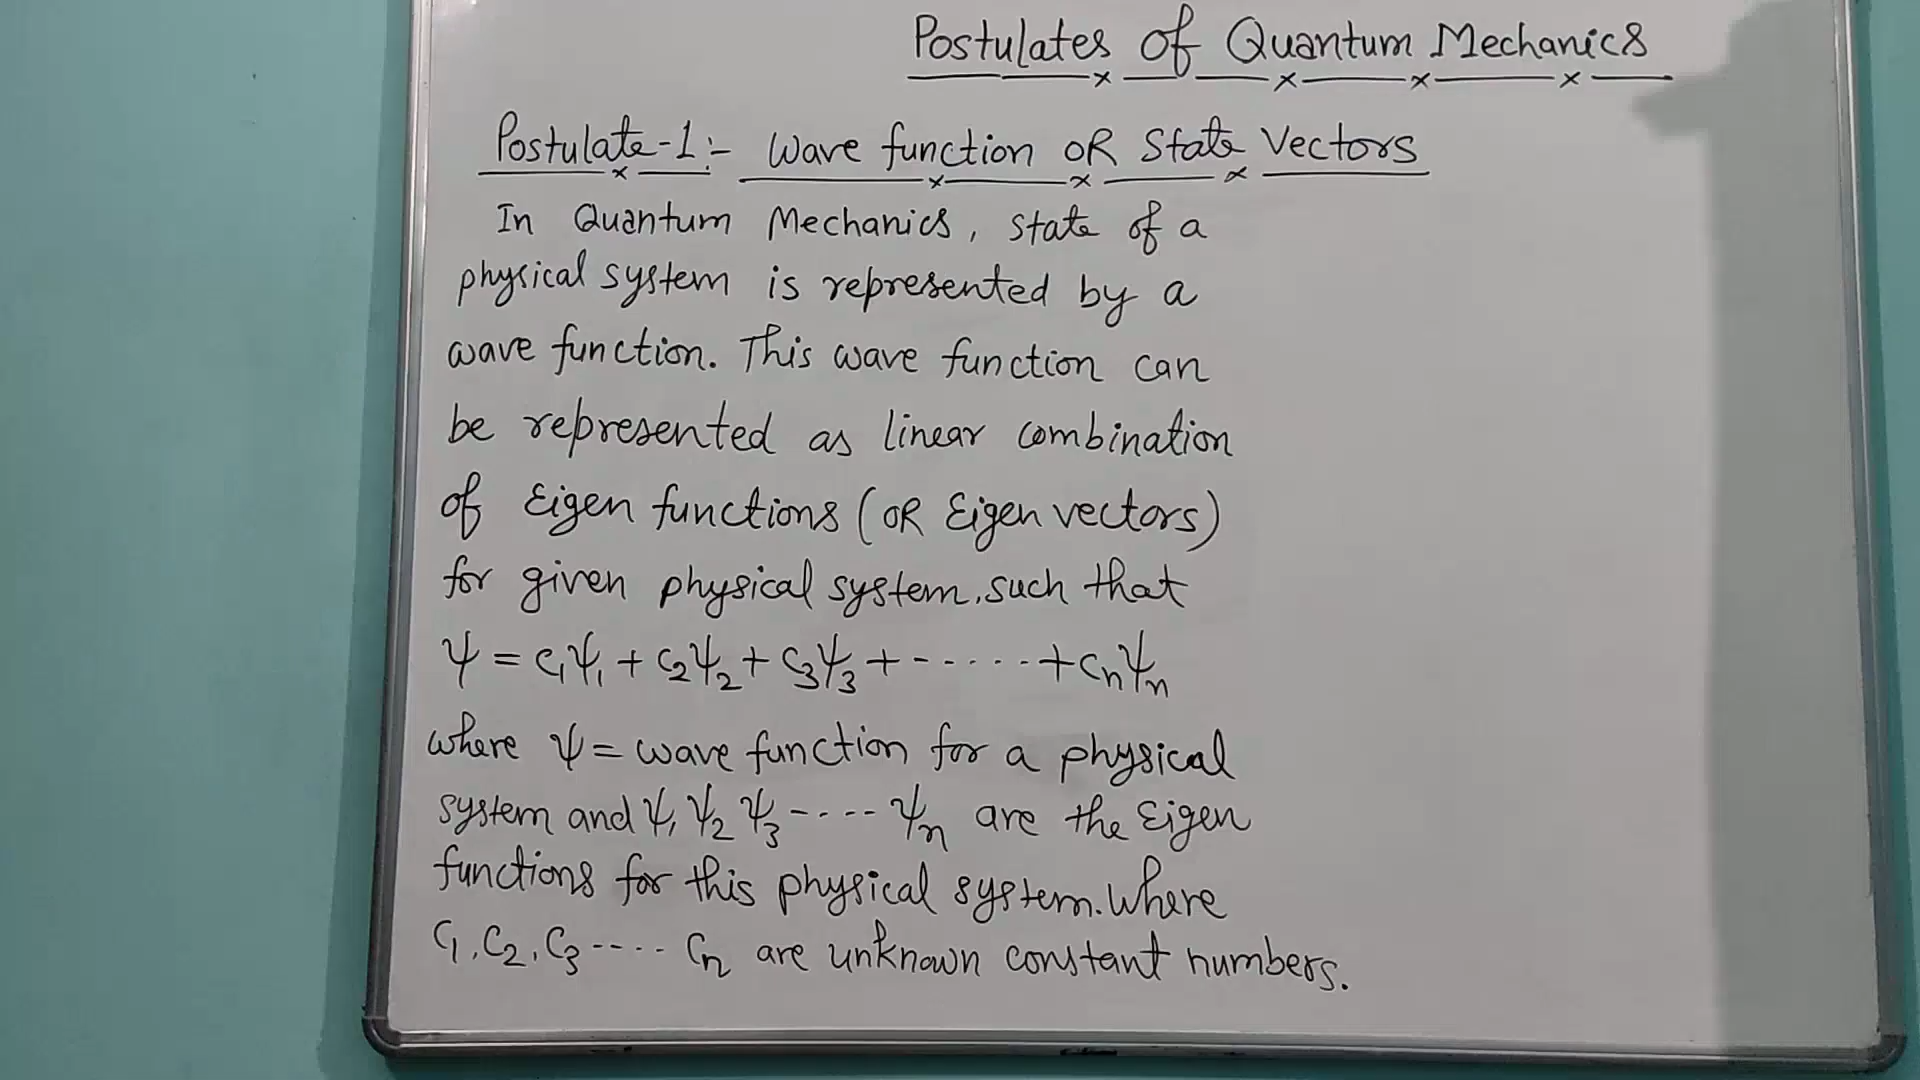 Postulates of Quantum Mechanics
Postulate-1:- Wave function OR State Vectors
In Quantum Mechanics, state of a
physical system is represented by a
wave function. This wave function can
be represented as linear combination
of Eigen functions (OR Eigen vectors)
for given physical system, such that
ψ = c₁ψ₁ + c₂ψ₂ + c₃ψ₃ + - - - - - - + cₙψₙ
where ψ = wave function for a physical
system and ψ₁ ψ₂ ψ₃ - - - - ψₙ are the Eigen
functions for this physical system. Where
C₁, C₂, C₃ - - - - Cₙ are unknown constant numbers.